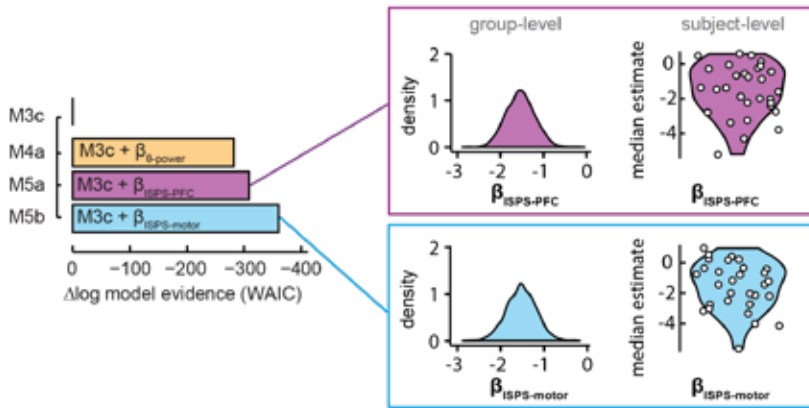 group-level
subject-level
M3c
M4a
M5a
M5b
M3c + βθ-power
M3c + βISPS-PFC
M3c + βISPS-motor
0 −100 −200 −300 −400
Δlog model evidence (WAIC)
density
2
1
0
-3 -2 -1 0
βISPS-PFC
median estimate
0
-2
-4
βISPS-PFC
density
2
1
0
-3 -2 -1 0
βISPS-motor
median estimate
0
-2
-4
βISPS-motor